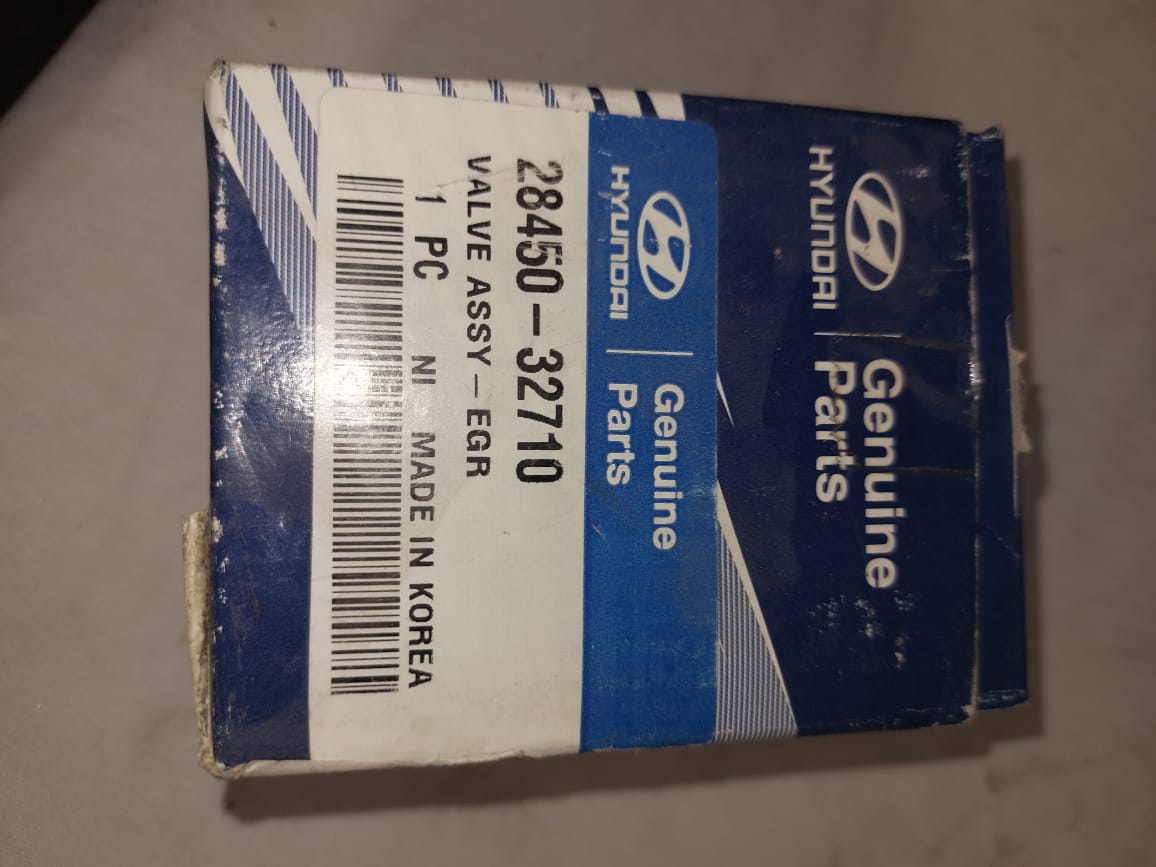 HYUNDAI
Genuine
Parts
HYUNDAI
Genuine
Parts
28450-32710
VALVE ASSY-EGR
1 PC NI MADE IN KOREA